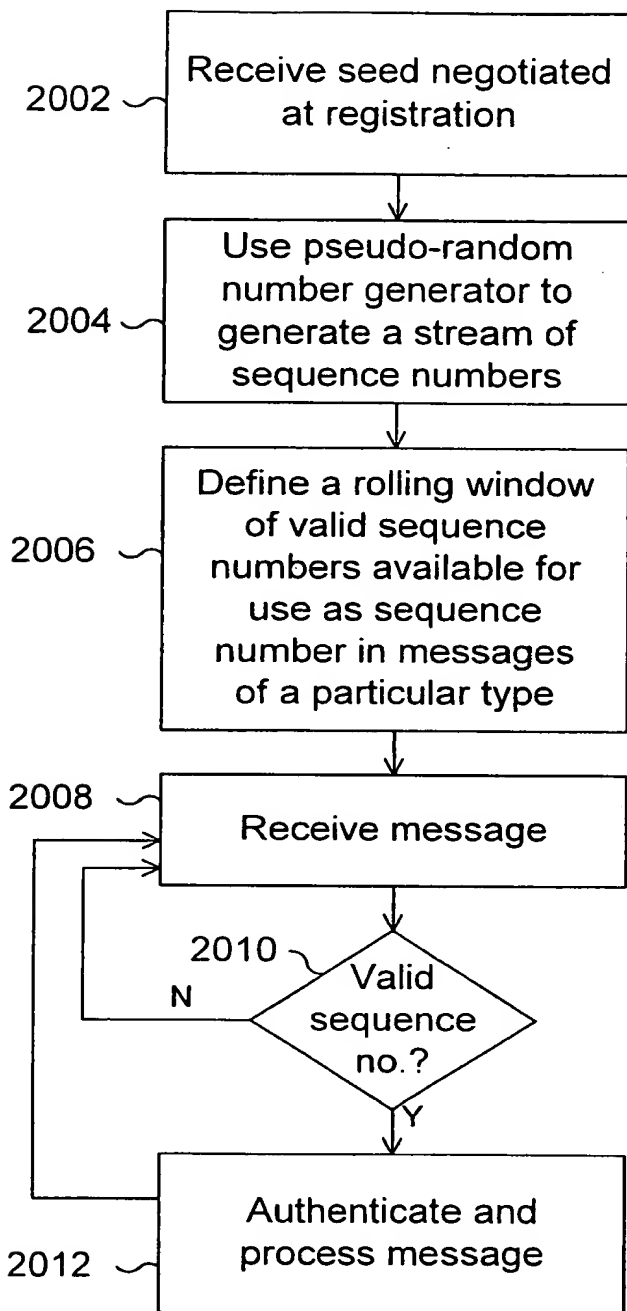 Receive seed negotiated
2002
at registration
Use pseudo-random
number generator to
2004
generate a stream of
sequence numbers
Define a rolling window
of valid sequence
2006
numbers available for
use as sequence
number in messages
of a particular type
2008
Receive message
2010
Valid
N
sequence
no.?
Y
Authenticate and
2012
process message